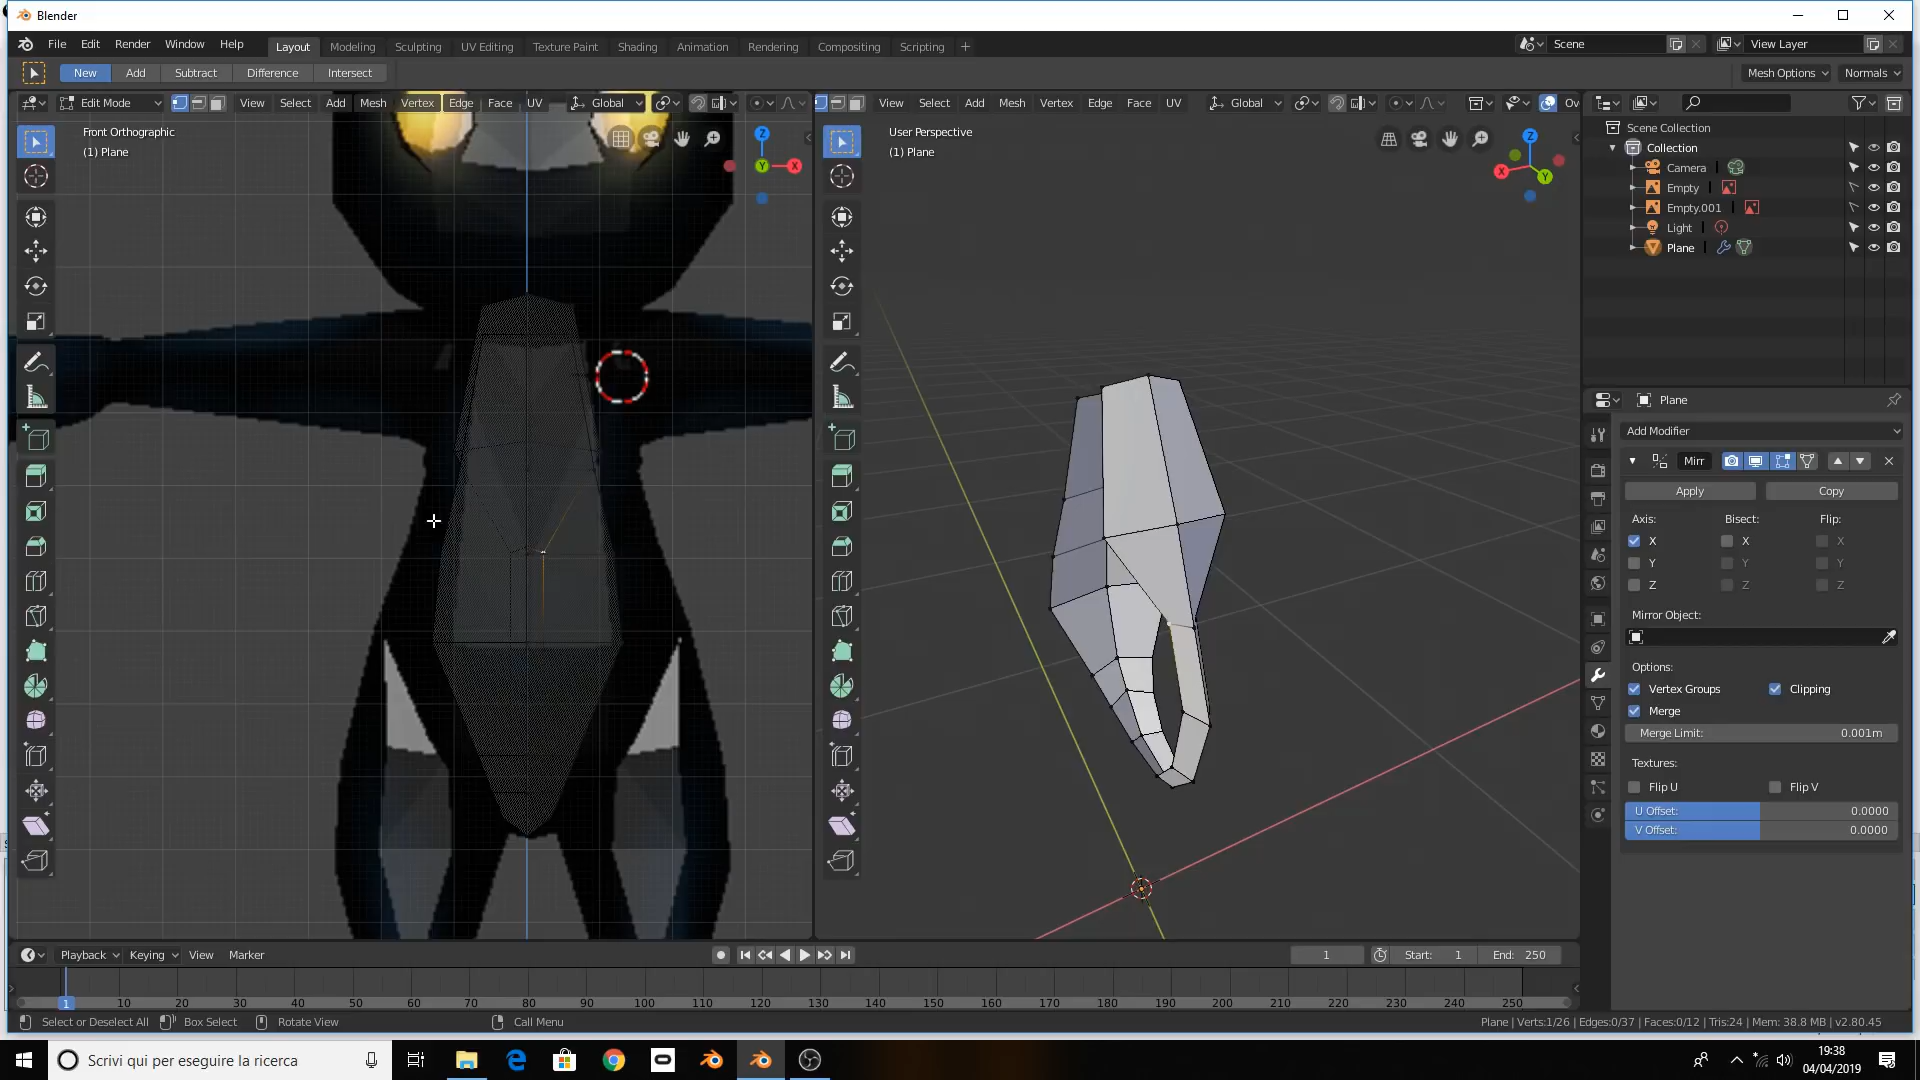 Blender
File Edit Render Window Help Layout Modeling Sculpting UV Editing Texture Paint Shading Animation Rendering Compositing Scripting + Scene View Layer
New Add Subtract Difference Intersect Mesh Options Normals
Edit Mode View Select Add Mesh Vertex Edge Face UV Global View Select Add Mesh Vertex Edge Face UV Global Ov
Front Orthographic
(1) Plane
Z
Y
X
User Perspective
(1) Plane
Z
X
Y
Scene Collection
Collection
Camera
Empty
Empty.001
Light
Plane
Plane
Add Modifier
Mirr
Apply Copy
Axis: Bisect: Flip:
X X X
Y Y Y
Z Z Z
Mirror Object:
Options:
Vertex Groups Clipping
Merge
Merge Limit: 0.001m
Textures:
Flip U Flip V
U Offset: 0.0000
V Offset: 0.0000
Playback Keying View Marker 1 Start: 1 End: 250
1 10 20 30 40 50 60 70 80 90 100 110 120 130 140 150 160 170 180 190 200 210 220 230 240 250
Select or Deselect All Box Select Rotate View Call Menu Plane | Verts:1/26 | Edges:0/37 | Faces:0/12 | Tris:24 | Mem: 38.8 MB | v2.80.45
Scrivi qui per eseguire la ricerca
19:38
04/04/2019